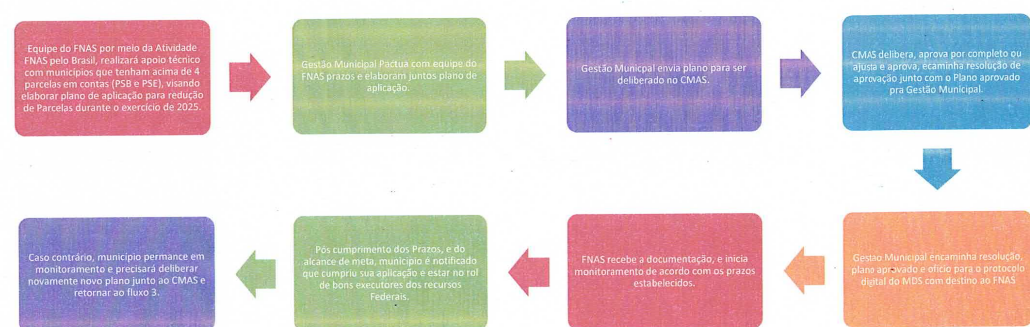 Equipe do FNAS por meio da Atividade
FNAS pelo Brasil, realizará apoio técnico
com municípios que tenham acima de 4
parcelas em contas (PSB e PSE), visando
elaborar plano de aplicação para redução
de Parcelas durante o exercício de 2025.
Gestão Municipal Pactua com equipe do
FNAS prazos e elaboram juntos plano de
aplicação.
Gestão Muncipal envia plano para ser
deliberado no CMAS.
CMAS delibera, aprova por completo ou
ajusta e aprova, ecaminha resolução de
aprovação junto com o Plano aprovado
pra Gestão Municipal.
Gestao Municipal encaminha resolução,
plano aprovado e oficio para o protocolo
digital do MDS com destino ao FNAS
FNAS recebe a documentação, e inicia
monitoramento de acordo com os prazos
estabelecidos.
Pós cumprimento dos Prazos, e do
alcance de meta, município é notificado
que cumpriu sua aplicação e estar no rol
de bons executores dos recursos
Federais.
Caso contrário, município permance em
monitoramento e precisará deliberar
novamente novo plano junto ao CMAS e
retornar ao fluxo 3.